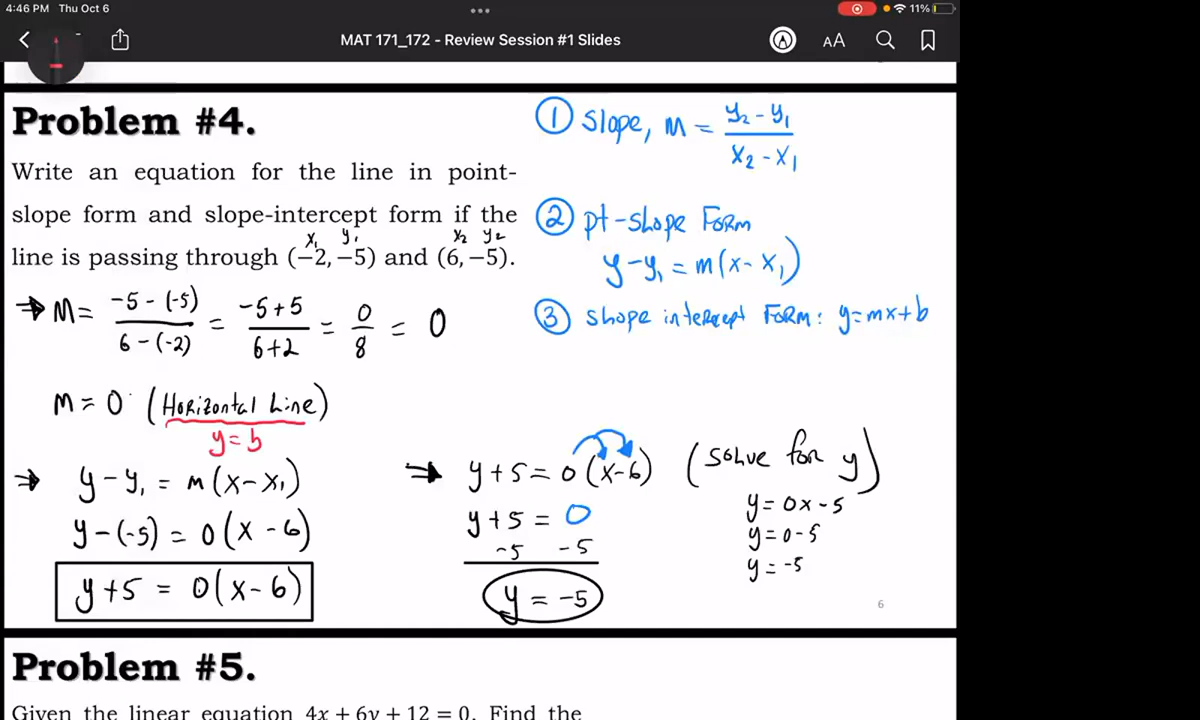 4:46 PM Thu Oct 6
11%
MAT 171_172 - Review Session #1 Slides
AA
Problem #4.
Write an equation for the line in point-
slope form and slope-intercept form if the
x₁ y₁ x₂ y₂
line is passing through (−2, −5) and (6, −5).
M = -5 - (-5) / 6 - (-2) = -5 + 5 / 6 + 2 = 0 / 8 = 0
M = 0 (Horizontal Line)
y = b
y - y₁ = m(x - x₁)
y - (-5) = 0(x - 6)
y + 5 = 0(x - 6)
① Slope, m = y₂ - y₁ / x₂ - x₁
② pt-slope Form
y - y₁ = m(x - x₁)
③ slope intercept Form: y = mx + b
y + 5 = 0(x - 6) (solve for y)
y + 5 = 0
-5 -5
y = -5
y = 0x - 5
y = 0 - 5
y = -5
6
Problem #5.
Given the linear equation 4x + 6y + 12 = 0. Find the